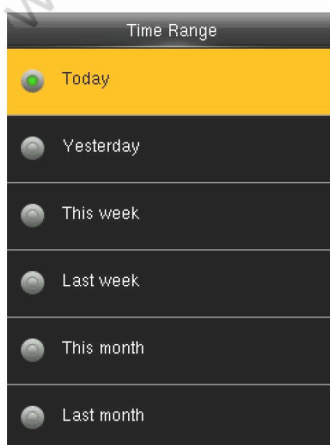 Time Range
Today
Yesterday
This week
Last week
This month
Last month